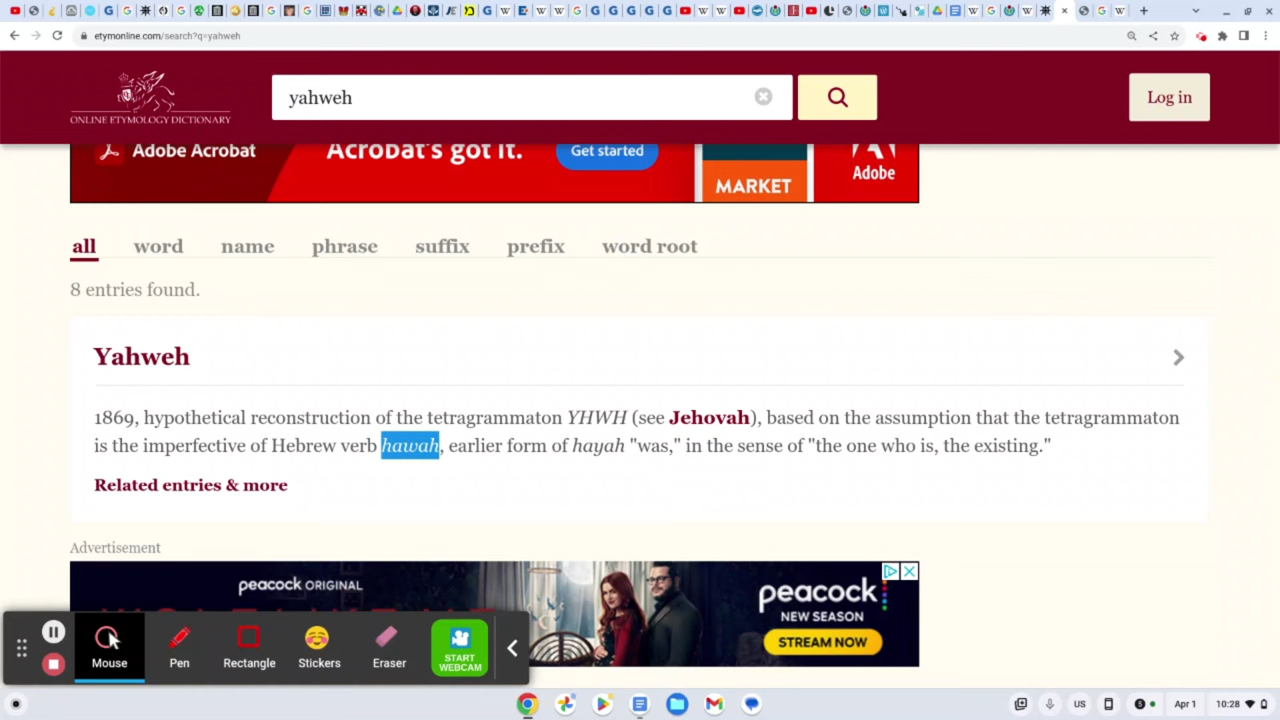 etymonline.com/search?q=yahweh
ONLINE ETYMOLOGY DICTIONARY
yahweh
Log in
Adobe Acrobat
Acrobat's got it.
Get started
MARKET
Adobe
all word name phrase suffix prefix word root
8 entries found.
Yahweh
1869, hypothetical reconstruction of the tetragrammaton YHWH (see Jehovah), based on the assumption that the tetragrammaton
is the imperfective of Hebrew verb hawah, earlier form of hayah "was," in the sense of "the one who is, the existing."
Related entries & more
Advertisement
peacock ORIGINAL
peacock
NEW SEASON
STREAM NOW
Mouse
Pen
Rectangle
Stickers
Eraser
START
WEBCAM
US
Apr 1
10:28